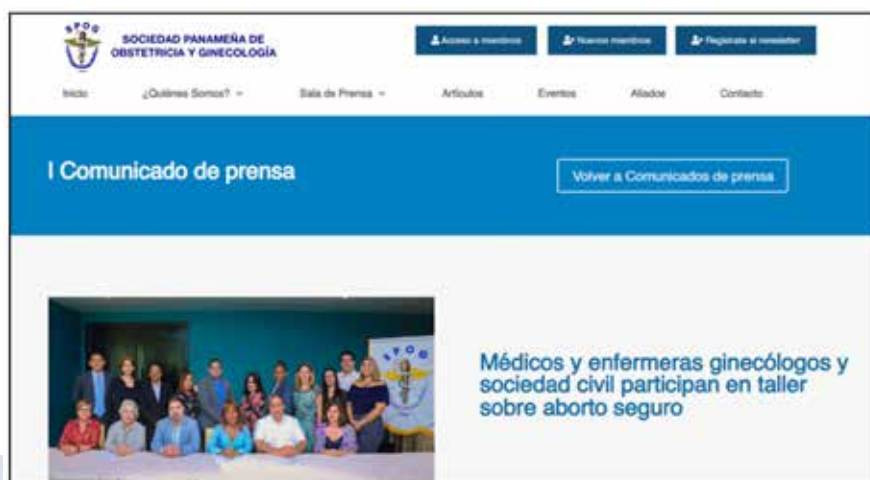 SPOG
SOCIEDAD PANAMEÑA DE
OBSTETRICIA Y GINECOLOGÍA
Acceso a miembros
Nuevos miembros
Regístrate al newsletter
Inicio
¿Quiénes Somos?
Sala de Prensa
Artículos
Eventos
Aliados
Contacto
I Comunicado de prensa
Volver a Comunicados de prensa
SPOG
Médicos y enfermeras ginecólogos y
sociedad civil participan en taller
sobre aborto seguro